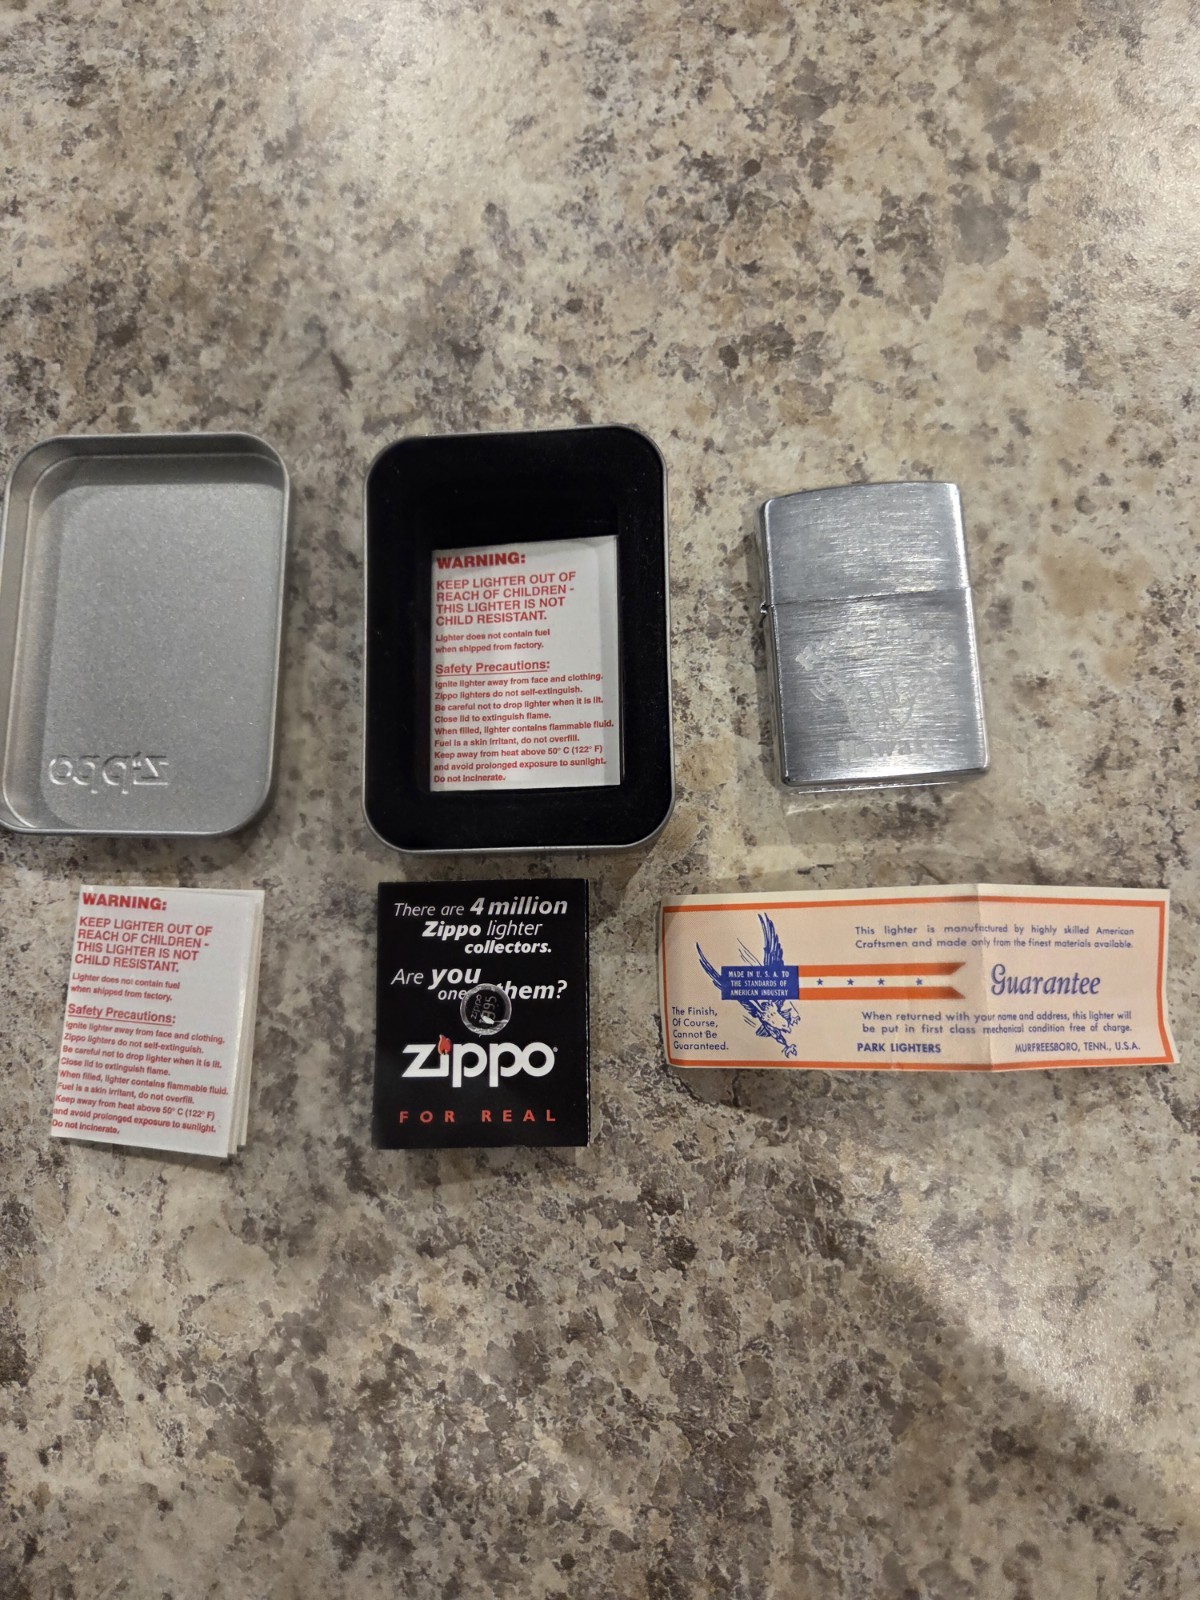 zippo
WARNING:
KEEP LIGHTER OUT OF
REACH OF CHILDREN -
THIS LIGHTER IS NOT
CHILD RESISTANT.
Lighter does not contain fuel
when shipped from factory.
Safety Precautions:
Ignite lighter away from face and clothing.
Zippo lighters do not self-extinguish.
Be careful not to drop lighter when it is lit.
Close lid to extinguish flame.
When filled, lighter contains flammable fluid.
Fuel is a skin irritant, do not overfill.
Keep away from heat above 50° C (122° F)
and avoid prolonged exposure to sunlight.
Do not incinerate.
WARNING:
KEEP LIGHTER OUT OF
REACH OF CHILDREN -
THIS LIGHTER IS NOT
CHILD RESISTANT.
Lighter does not contain fuel
when shipped from factory.
Safety Precautions:
Ignite lighter away from face and clothing.
Zippo lighters do not self-extinguish.
Be careful not to drop lighter when it is lit.
Close lid to extinguish flame.
When filled, lighter contains flammable fluid.
Fuel is a skin irritant, do not overfill.
Keep away from heat above 50° C (122° F)
and avoid prolonged exposure to sunlight.
Do not incinerate.
There are 4 million
Zippo lighter
collectors.
Are you
one of them?
zippo
FOR REAL
This lighter is manufactured by highly skilled American
Craftsmen and made only from the finest materials available.
MADE IN U. S. A. TO
THE STANDARDS OF
AMERICAN INDUSTRY
Guarantee
The Finish,
Of Course,
Cannot Be
Guaranteed.
When returned with your name and address, this lighter will
be put in first class mechanical condition free of charge.
PARK LIGHTERS
MURFREESBORO, TENN., U.S.A.